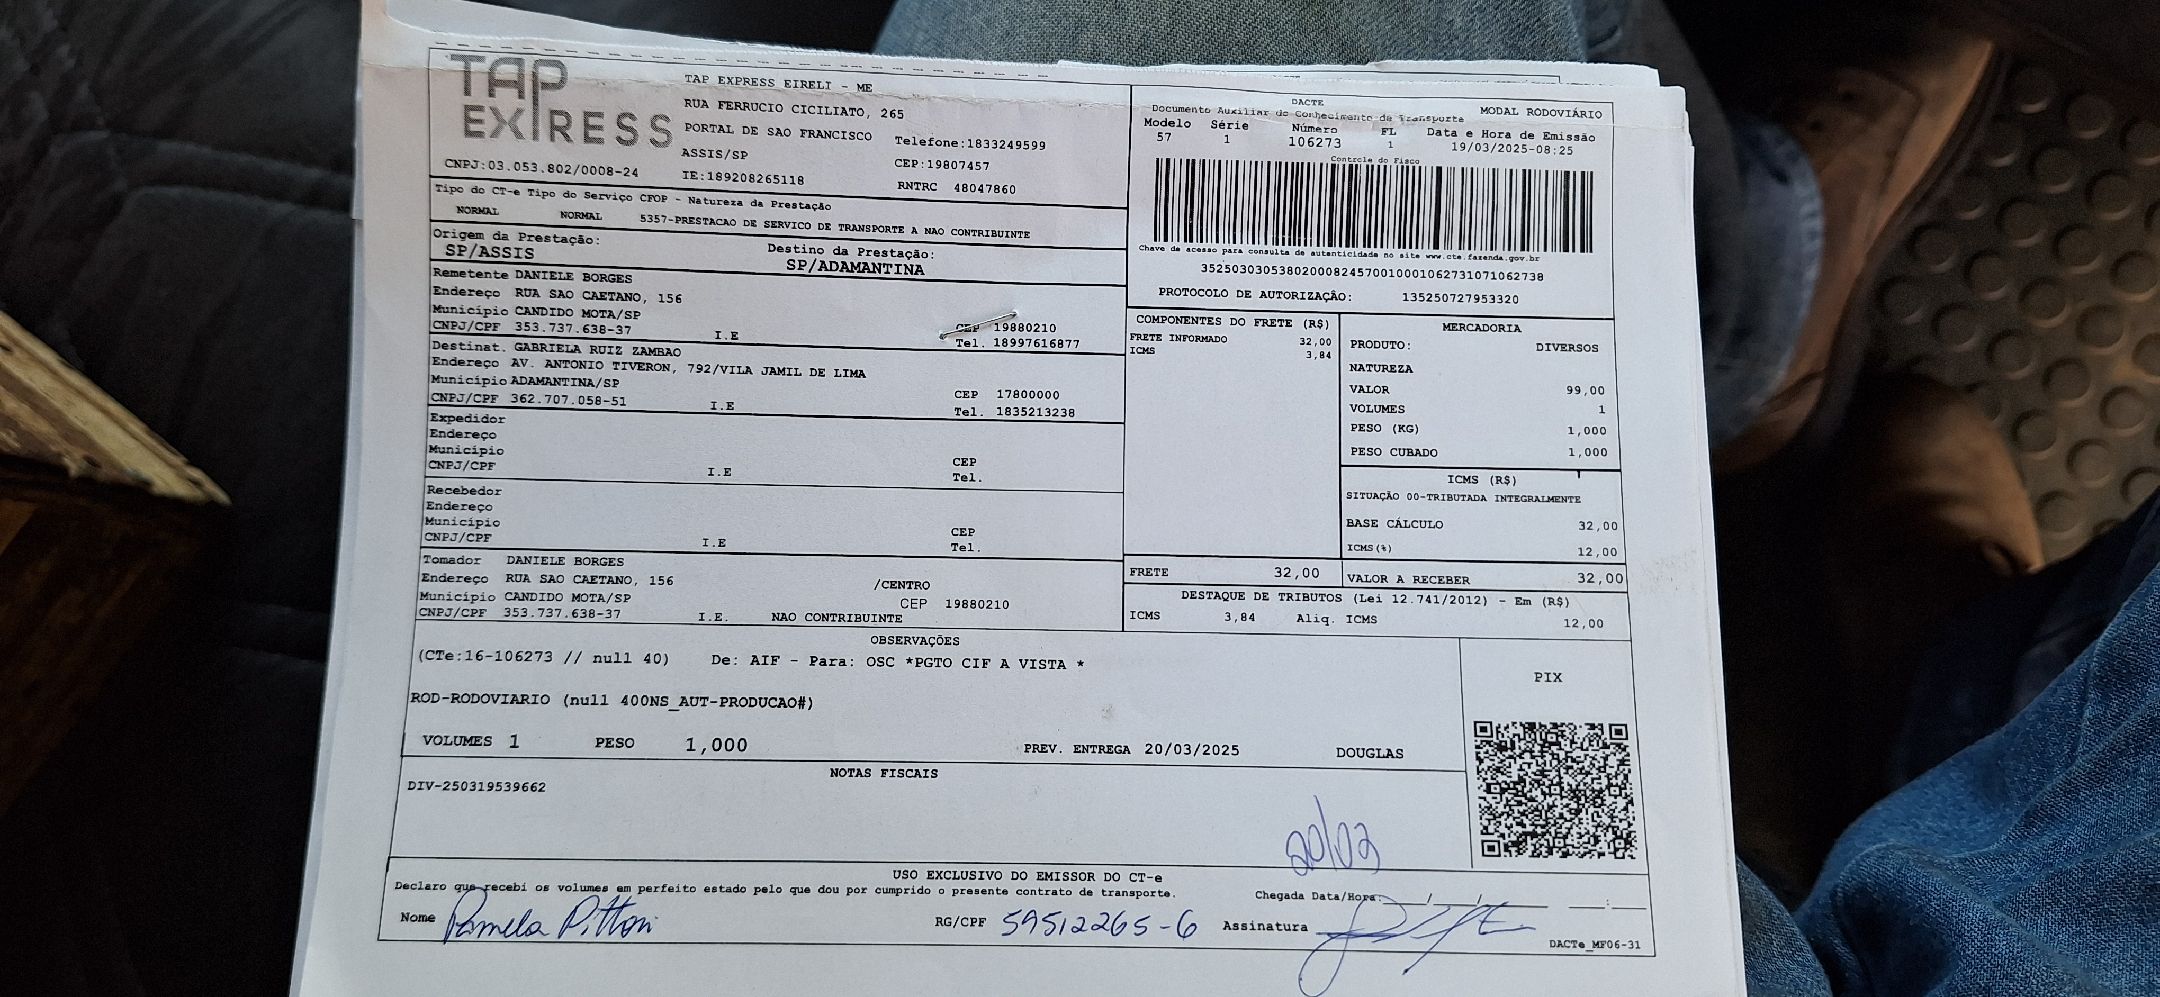 TAP EXPRESS
TAP EXPRESS EIRELI - ME
RUA FERRUCIO CICILIATO, 265
PORTAL DE SAO FRANCISCO Telefone:1833249599
ASSIS/SP CEP:19807457
CNPJ:03.053.802/0008-24 IE:189208265118 RNTRC 48047860
DACTE MODAL RODOVIÁRIO
Documento Auxiliar do Conhecimento de Transporte
Modelo Série Número FL Data e Hora de Emissão
57 1 106273 1 19/03/2025-08:25
Controle do Fisco
Chave de acesso para consulta de autenticidade no site www.cte.fazenda.gov.br
35250303053802000824570010001062731071062738
PROTOCOLO DE AUTORIZAÇÂO: 135250727953320
Tipo do CT-e Tipo do Serviço CFOP - Natureza da Prestação
NORMAL NORMAL 5357-PRESTACAO DE SERVICO DE TRANSPORTE A NAO CONTRIBUINTE
Origem da Prestação: Destino da Prestação:
SP/ASSIS SP/ADAMANTINA
Remetente DANIELE BORGES
Endereço RUA SAO CAETANO, 156
Município CANDIDO MOTA/SP CEP 19880210
CNPJ/CPF 353.737.638-37 I.E Tel. 18997616877
Destinat. GABRIELA RUIZ ZAMBAO
Endereço AV. ANTONIO TIVERON, 792/VILA JAMIL DE LIMA
Município ADAMANTINA/SP CEP 17800000
CNPJ/CPF 362.707.058-51 I.E Tel. 1835213238
Expedidor
Endereço
Município CEP
CNPJ/CPF I.E Tel.
Recebedor
Endereço
Município CEP
CNPJ/CPF I.E Tel.
Tomador DANIELE BORGES
Endereço RUA SAO CAETANO, 156 /CENTRO
Município CANDIDO MOTA/SP CEP 19880210
CNPJ/CPF 353.737.638-37 I.E. NAO CONTRIBUINTE
COMPONENTES DO FRETE (R$)
FRETE INFORMADO 32,00
ICMS 3,84
MERCADORIA
PRODUTO: DIVERSOS
NATUREZA
VALOR 99,00
VOLUMES 1
PESO (KG) 1,000
PESO CUBADO 1,000
ICMS (R$)
SITUAÇÃO 00-TRIBUTADA INTEGRALMENTE
BASE CÁLCULO 32,00
ICMS(%) 12,00
FRETE 32,00 VALOR A RECEBER 32,00
DESTAQUE DE TRIBUTOS (Lei 12.741/2012) - Em (R$)
ICMS 3,84 Aliq. ICMS 12,00
OBSERVAÇÕES
(CTe:16-106273 // null 40) De: AIF - Para: OSC *PGTO CIF A VISTA *
ROD-RODOVIARIO (null 400NS_AUT-PRODUCAO#)
VOLUMES 1 PESO 1,000 PREV. ENTREGA 20/03/2025 DOUGLAS
PIX
NOTAS FISCAIS
DIV-250319539662
20/03
USO EXCLUSIVO DO EMISSOR DO CT-e
Declaro que recebi os volumes em perfeito estado pelo que dou por cumprido o presente contrato de transporte. Chegada Data/Hora: __/__/__ __:__
Nome Pamela Pittori RG/CPF 59512265-6 Assinatura
DACTe_MF06-31